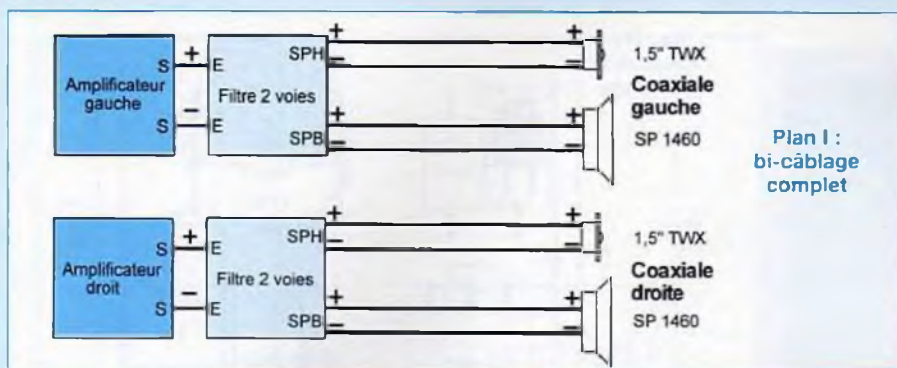 S + E
SPH
+
+
1,5" TWX
Amplificateur
gauche
Filtre 2 voies
Coaxiale
gauche
S - E
SPB
+
-
+
-
SP 1460
Plan I :
bi-câblage
complet
S + E
SPH
+
-
+
-
1,5" TWX
Amplificateur
droit
Filtre 2 voies
Coaxiale
droite
S - E
SPB
+
-
+
-
SP 1460